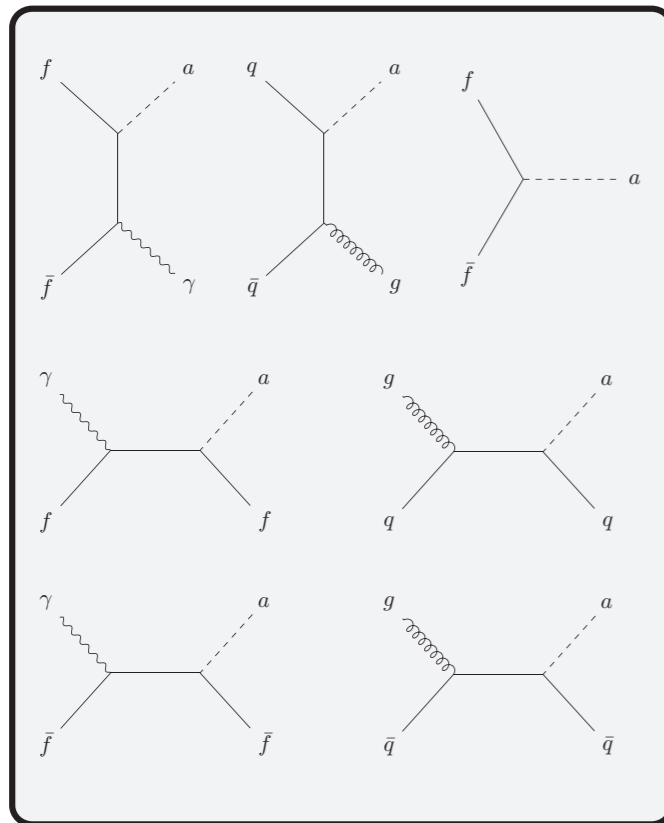 f a q a f
a
f̄ γ q̄ g f̄
γ a g a
f f q q
γ a g a
f̄ f̄ q̄ q̄